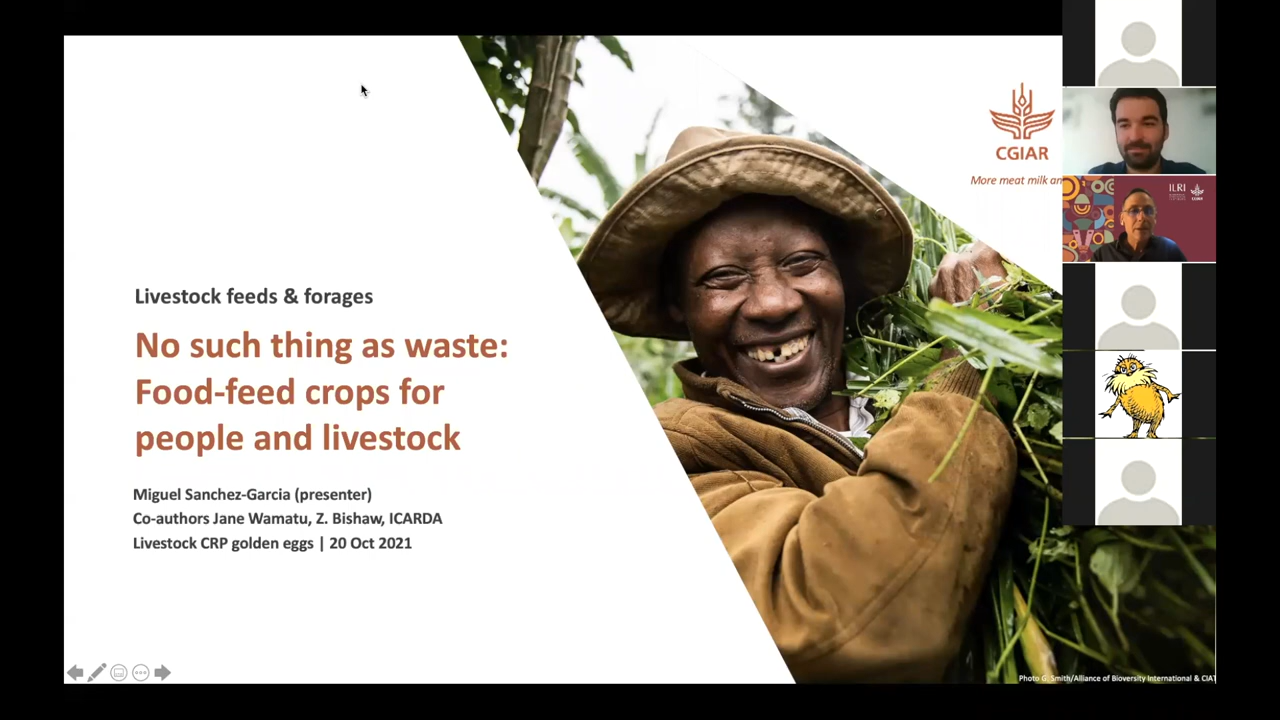 CGIAR
More meat milk an
ILRI
CGIAR
Livestock feeds & forages
No such thing as waste:
Food-feed crops for
people and livestock
Miguel Sanchez-Garcia (presenter)
Co-authors Jane Wamatu, Z. Bishaw, ICARDA
Livestock CRP golden eggs | 20 Oct 2021
Photo G. Smith/Alliance of Bioversity International & CIAT